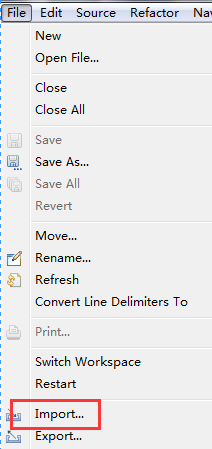 File Edit Source Refactor Nav
New
Open File...
Close
Close All
Save
Save As...
Save All
Revert
Move...
Rename...
Refresh
Convert Line Delimiters To
Print...
Switch Workspace
Restart
Import...
Export...